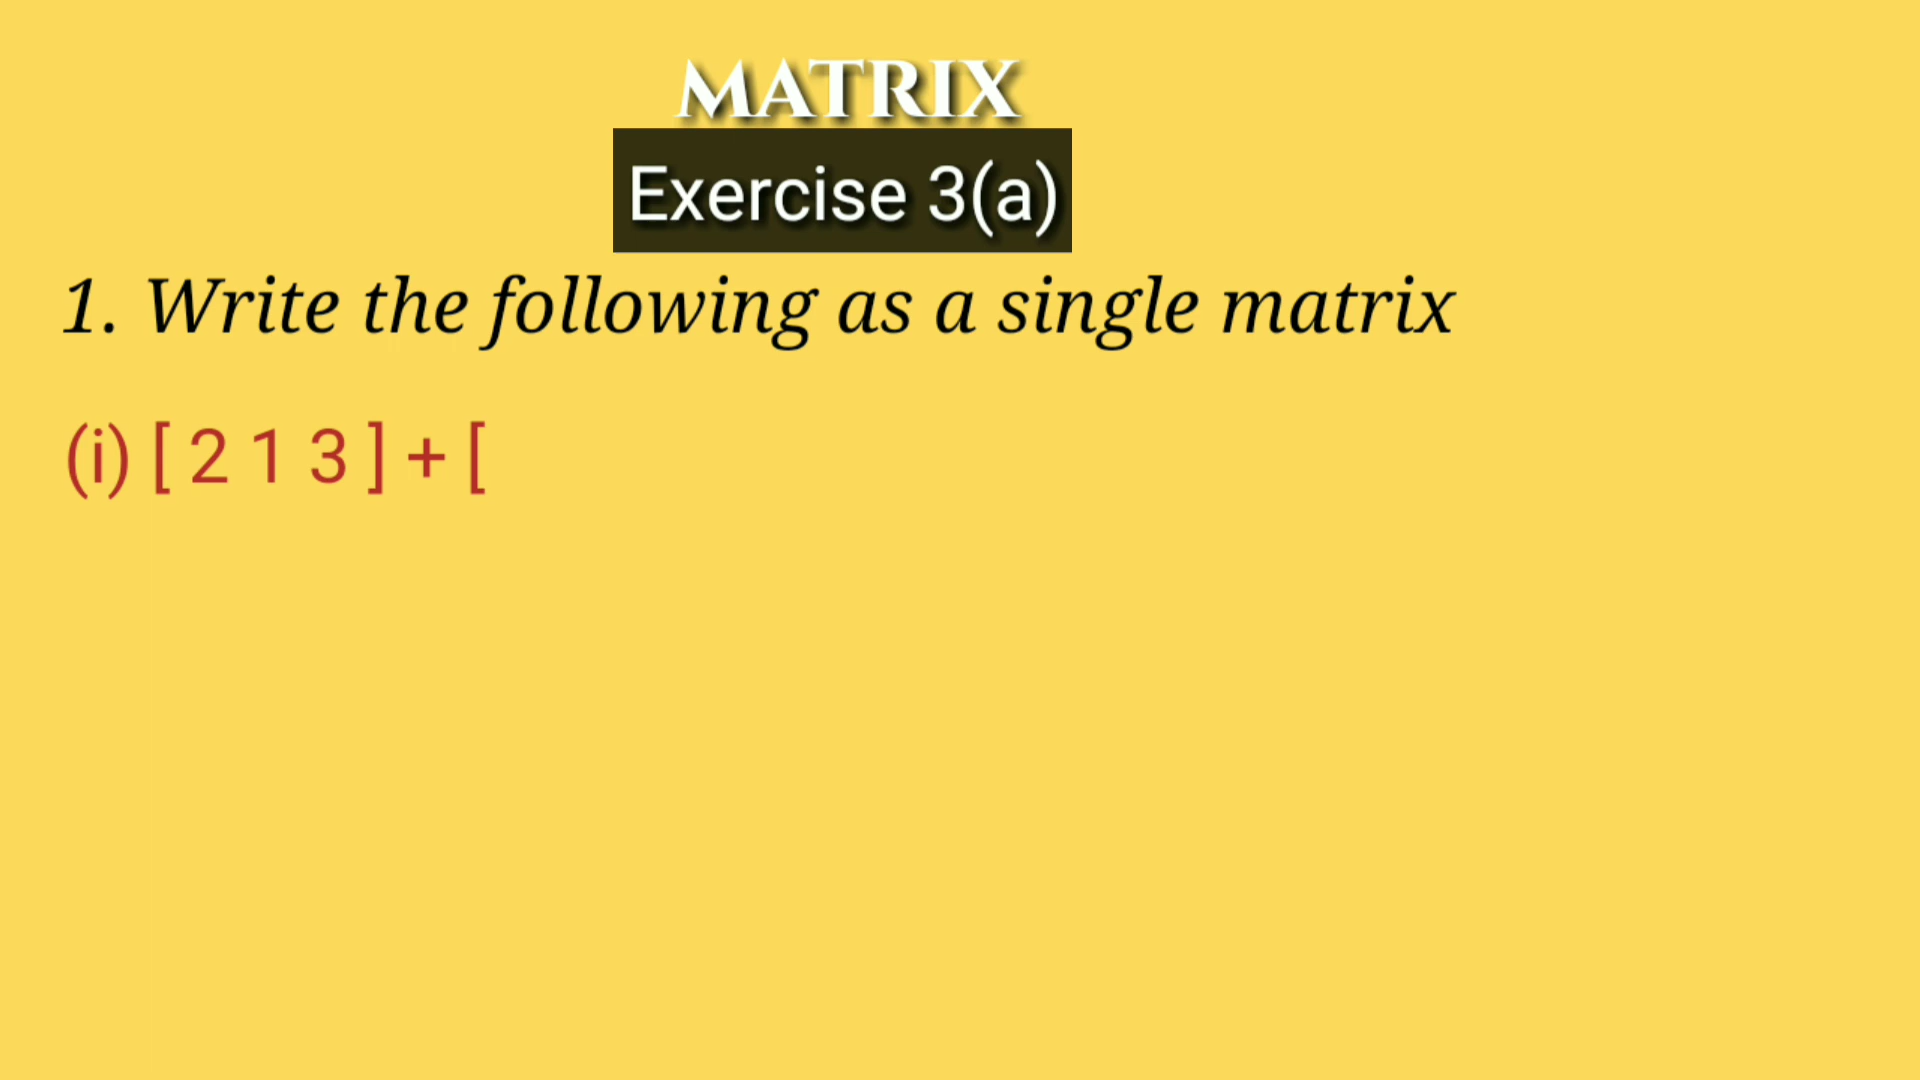 MATRIX
Exercise 3(a)
1. Write the following as a single matrix
(i) [ 2 1 3 ] + [